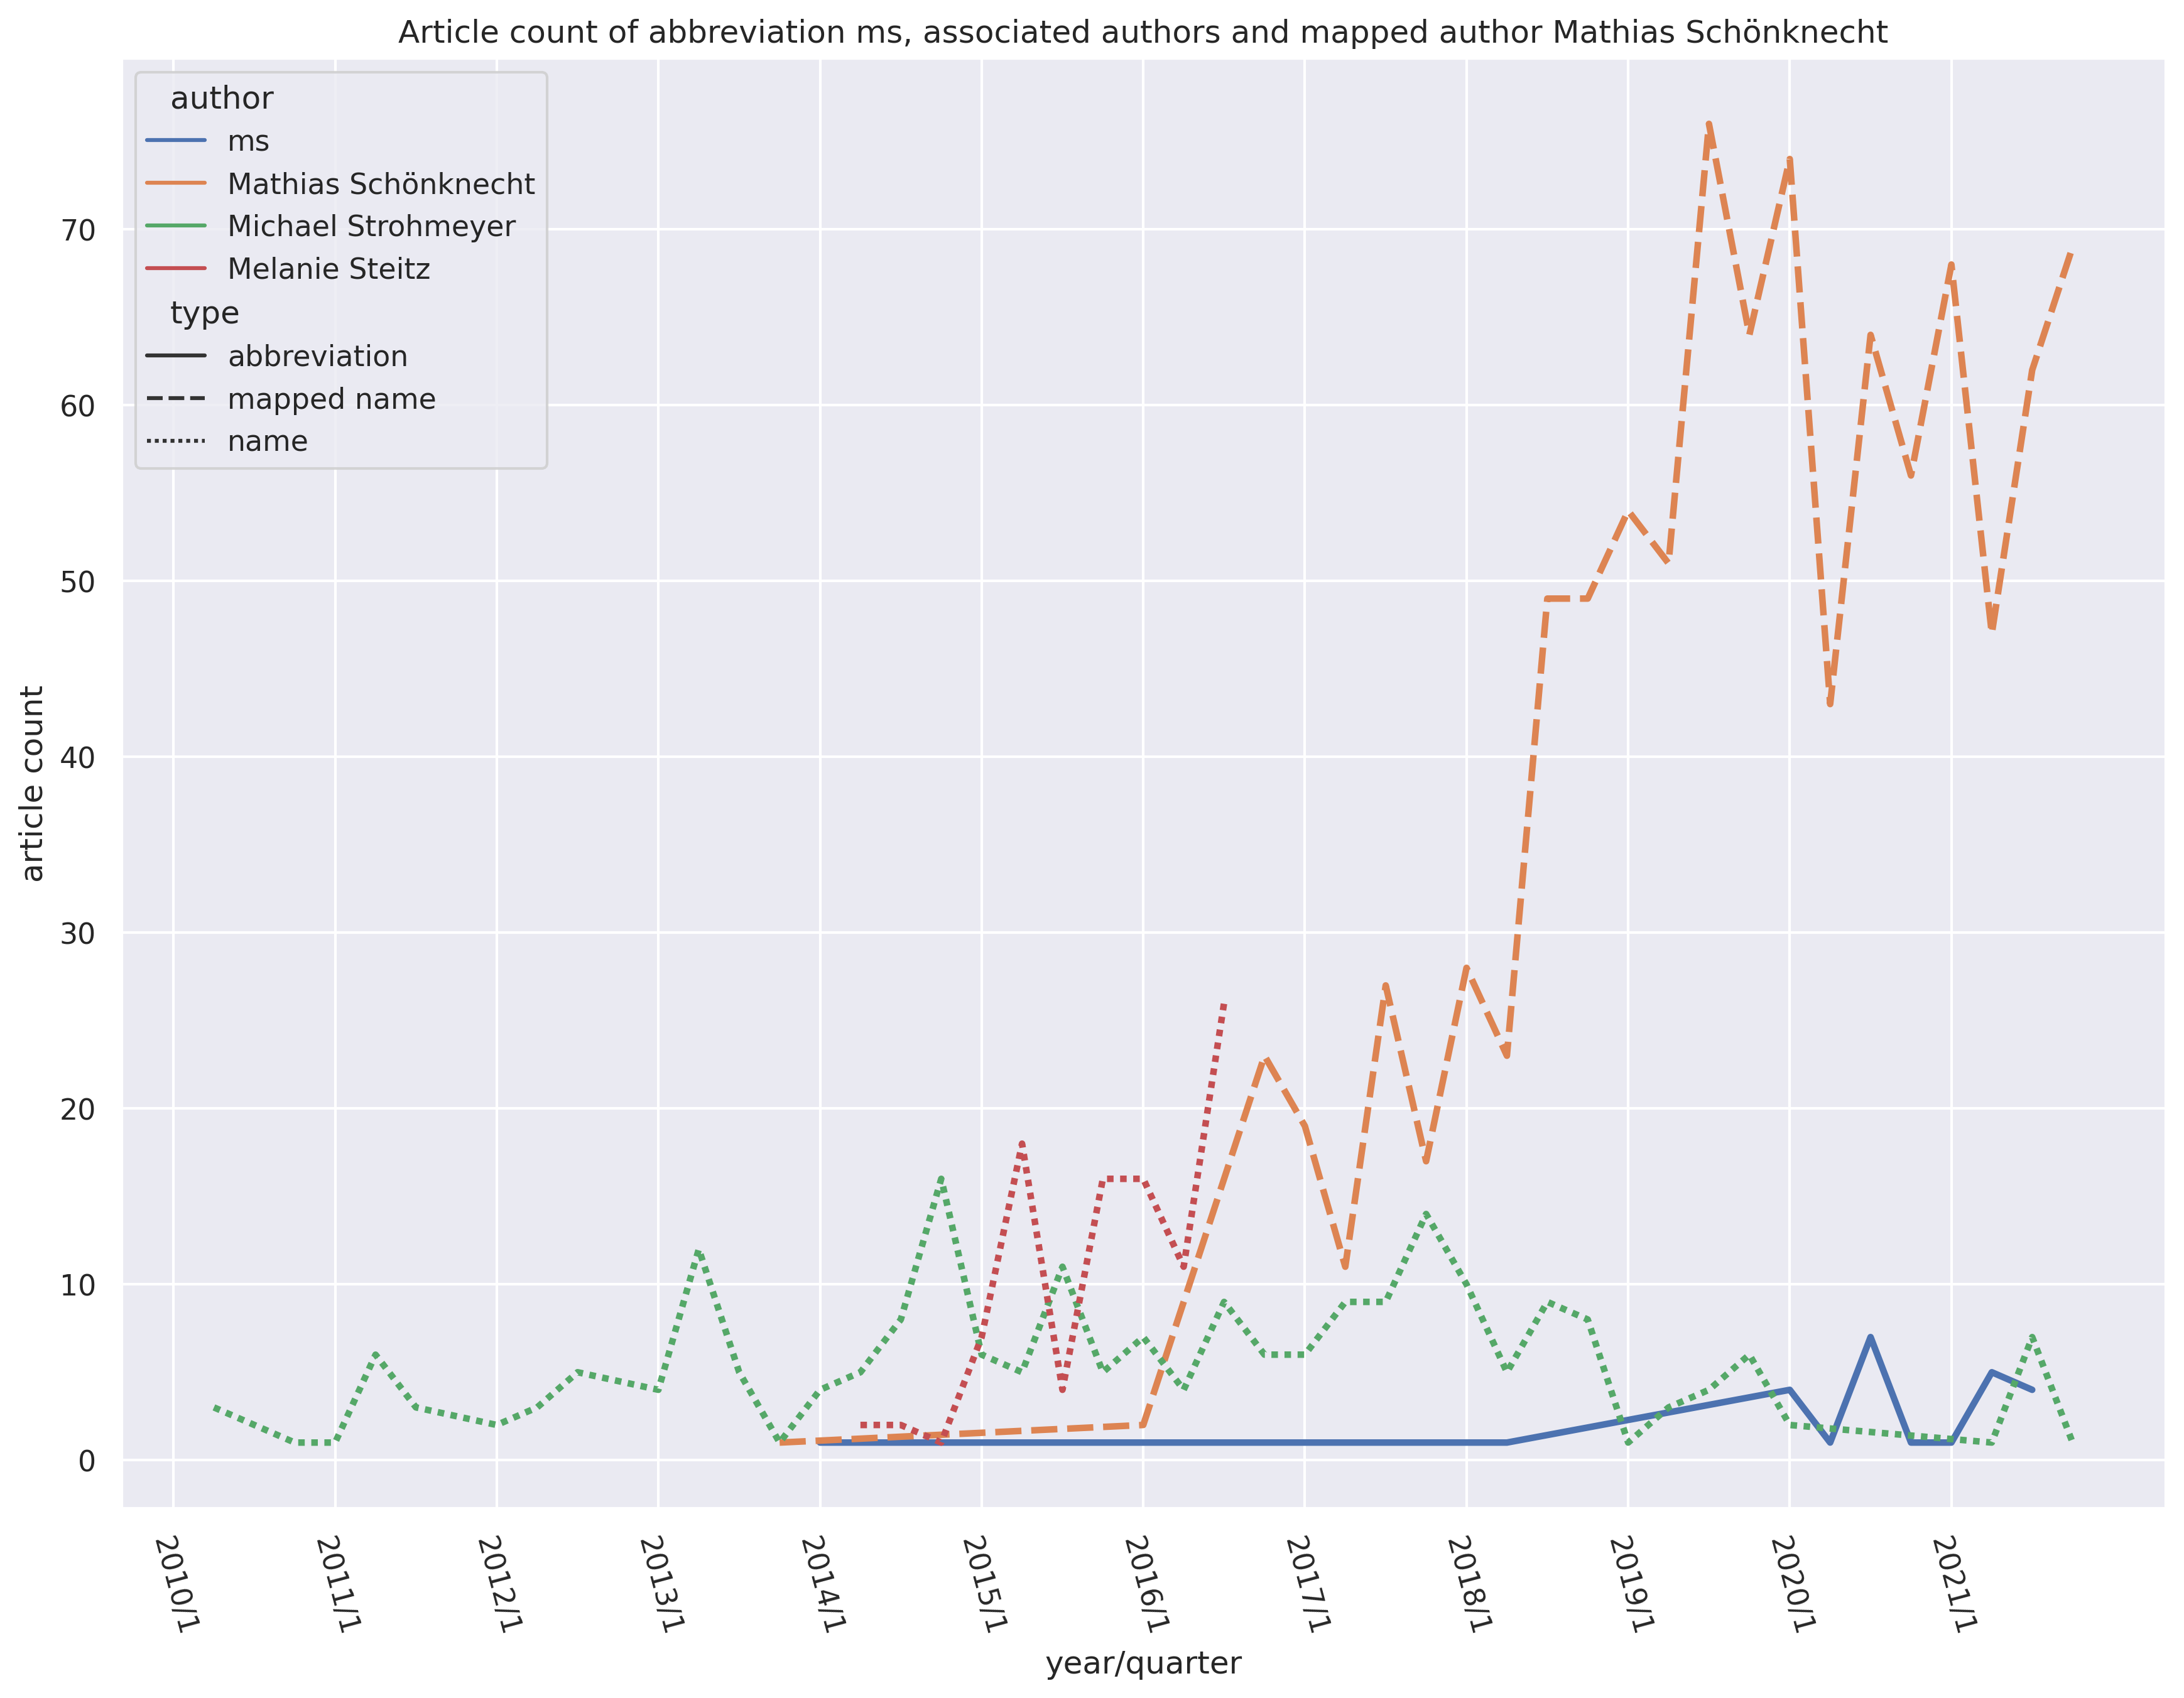 Article count of abbreviation ms, associated authors and mapped author Mathias Schönknecht
author
ms
Mathias Schönknecht
Michael Strohmeyer
Melanie Steitz
type
abbreviation
mapped name
name
article count
70
60
50
40
30
20
10
0
2010/1
2011/1
2012/1
2013/1
2014/1
2015/1
2016/1
2017/1
2018/1
2019/1
2020/1
2021/1
year/quarter